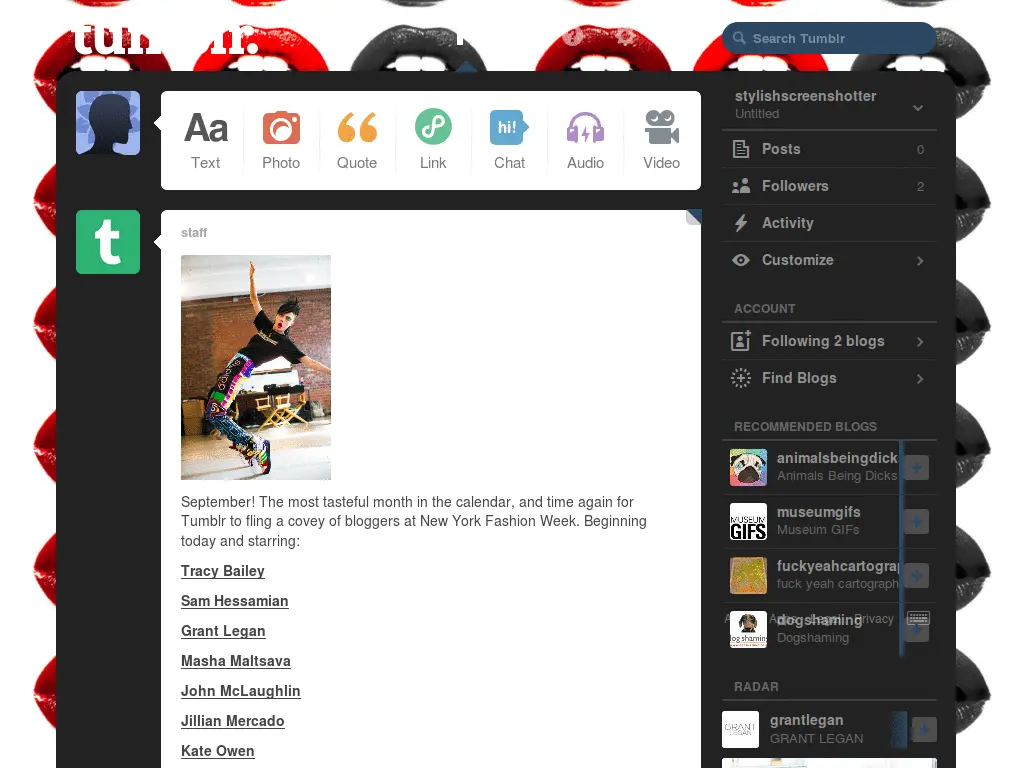 tumblr.
Search Tumblr
Aa
hi!
Text
Photo
Quote
Link
Chat
Audio
Video
stylishscreenshotter
Untitled
Posts 0
Followers 2
Activity
Customize
ACCOUNT
Following 2 blogs
Find Blogs
RECOMMENDED BLOGS
animalsbeingdick
Animals Being Dicks
MUSEUM
GIFS
museumgifs
Museum GIFs
fuckyeahcartograp
fuck yeah cartograph
dogshaming
Dogshaming
Legal Privacy
RADAR
GRANT
LEGAN
grantlegan
GRANT LEGAN
t
staff
September! The most tasteful month in the calendar, and time again for
Tumblr to fling a covey of bloggers at New York Fashion Week. Beginning
today and starring:
Tracy Bailey
Sam Hessamian
Grant Legan
Masha Maltsava
John McLaughlin
Jillian Mercado
Kate Owen